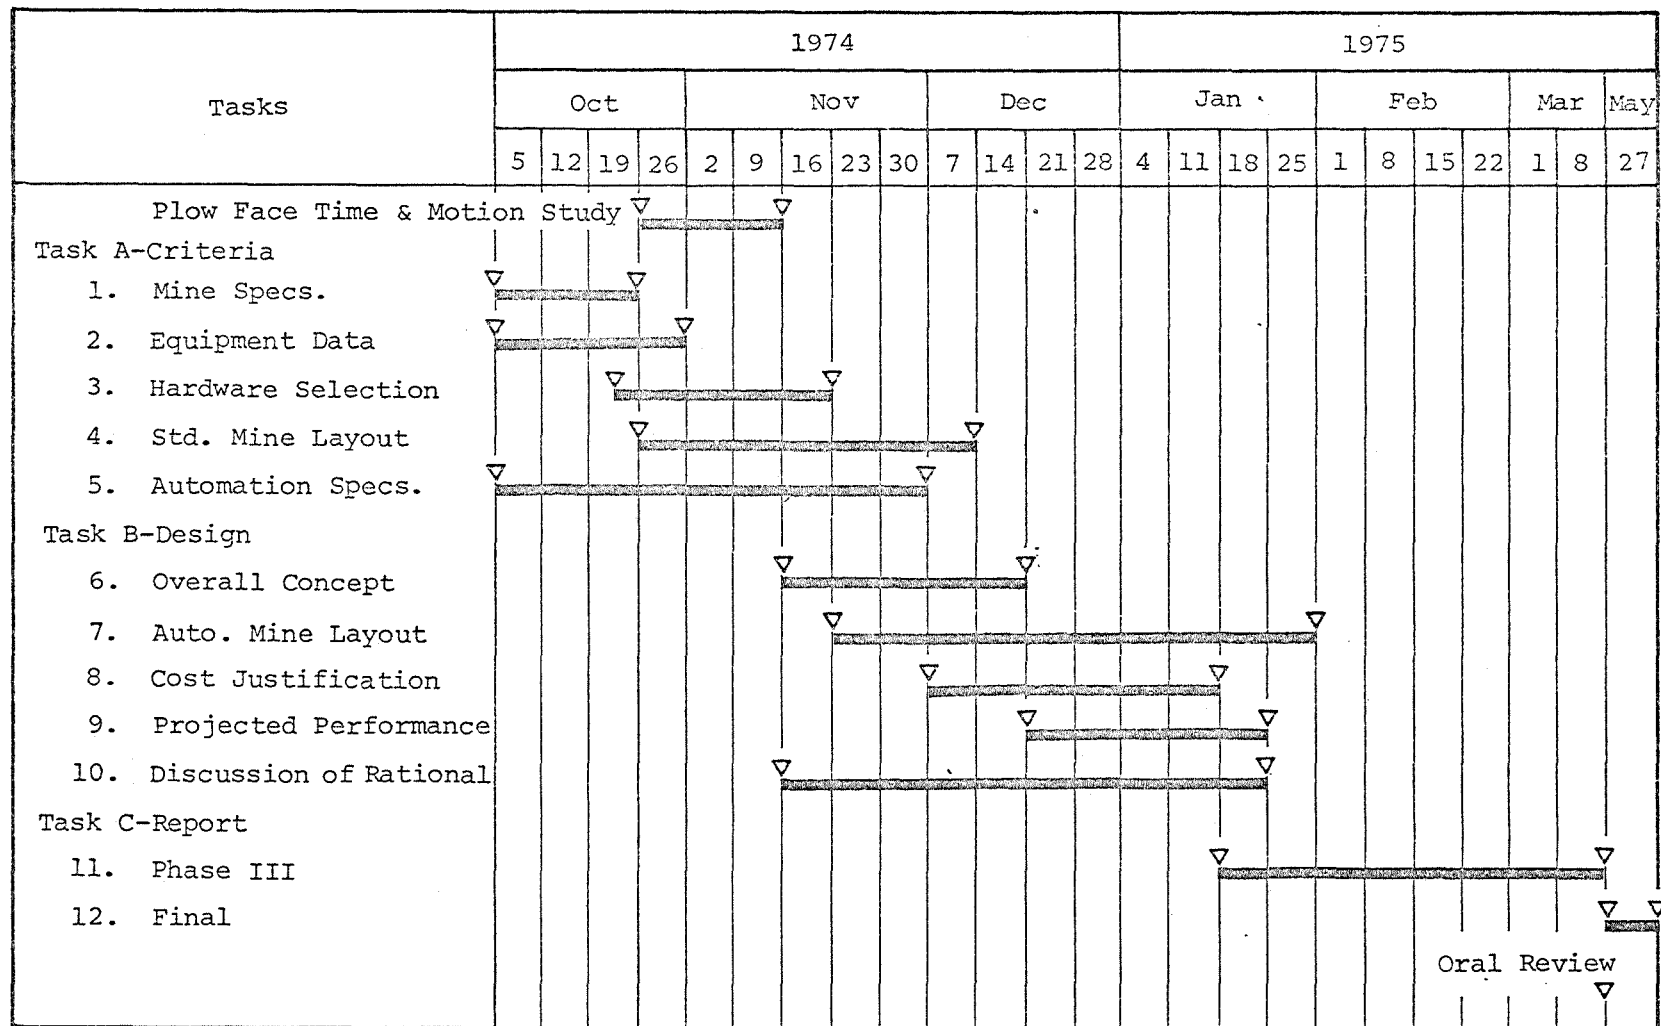 1974 1975
Tasks Oct Nov Dec Jan Feb Mar May
5 12 19 26 2 9 16 23 30 7 14 21 28 4 11 18 25 1 8 15 22 1 8 27
Plow Face Time & Motion Study
Task A-Criteria
1. Mine Specs.
2. Equipment Data
3. Hardware Selection
4. Std. Mine Layout
5. Automation Specs.
Task B-Design
6. Overall Concept
7. Auto. Mine Layout
8. Cost Justification
9. Projected Performance
10. Discussion of Rational
Task C-Report
11. Phase III
12. Final
Oral Review